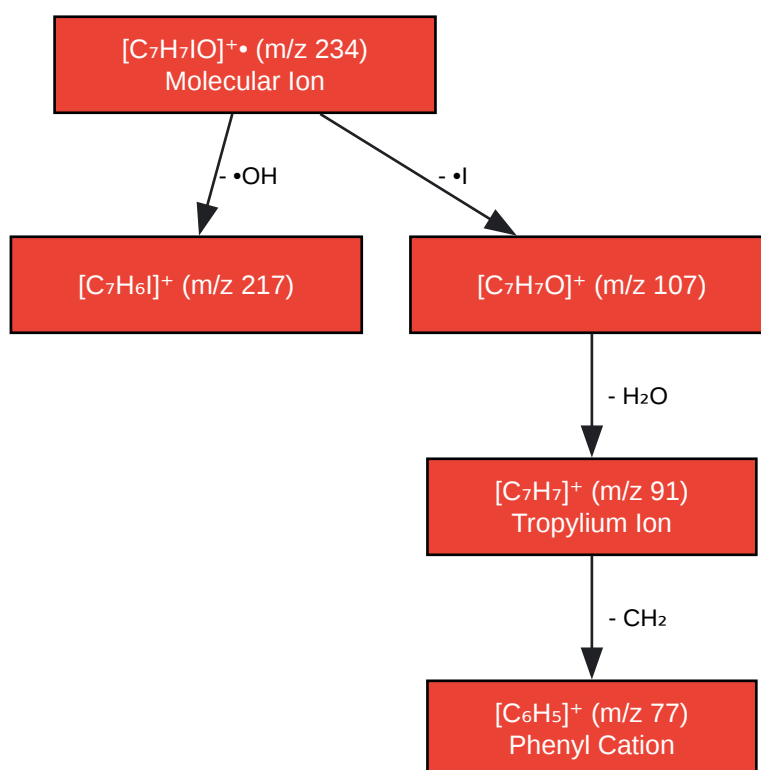 [C₇H₇IO]⁺• (m/z 234)
Molecular Ion
- •OH
- •I
[C₇H₆I]⁺ (m/z 217)
[C₇H₇O]⁺ (m/z 107)
- H₂O
[C₇H₇]⁺ (m/z 91)
Tropylium Ion
- CH₂
[C₆H₅]⁺ (m/z 77)
Phenyl Cation